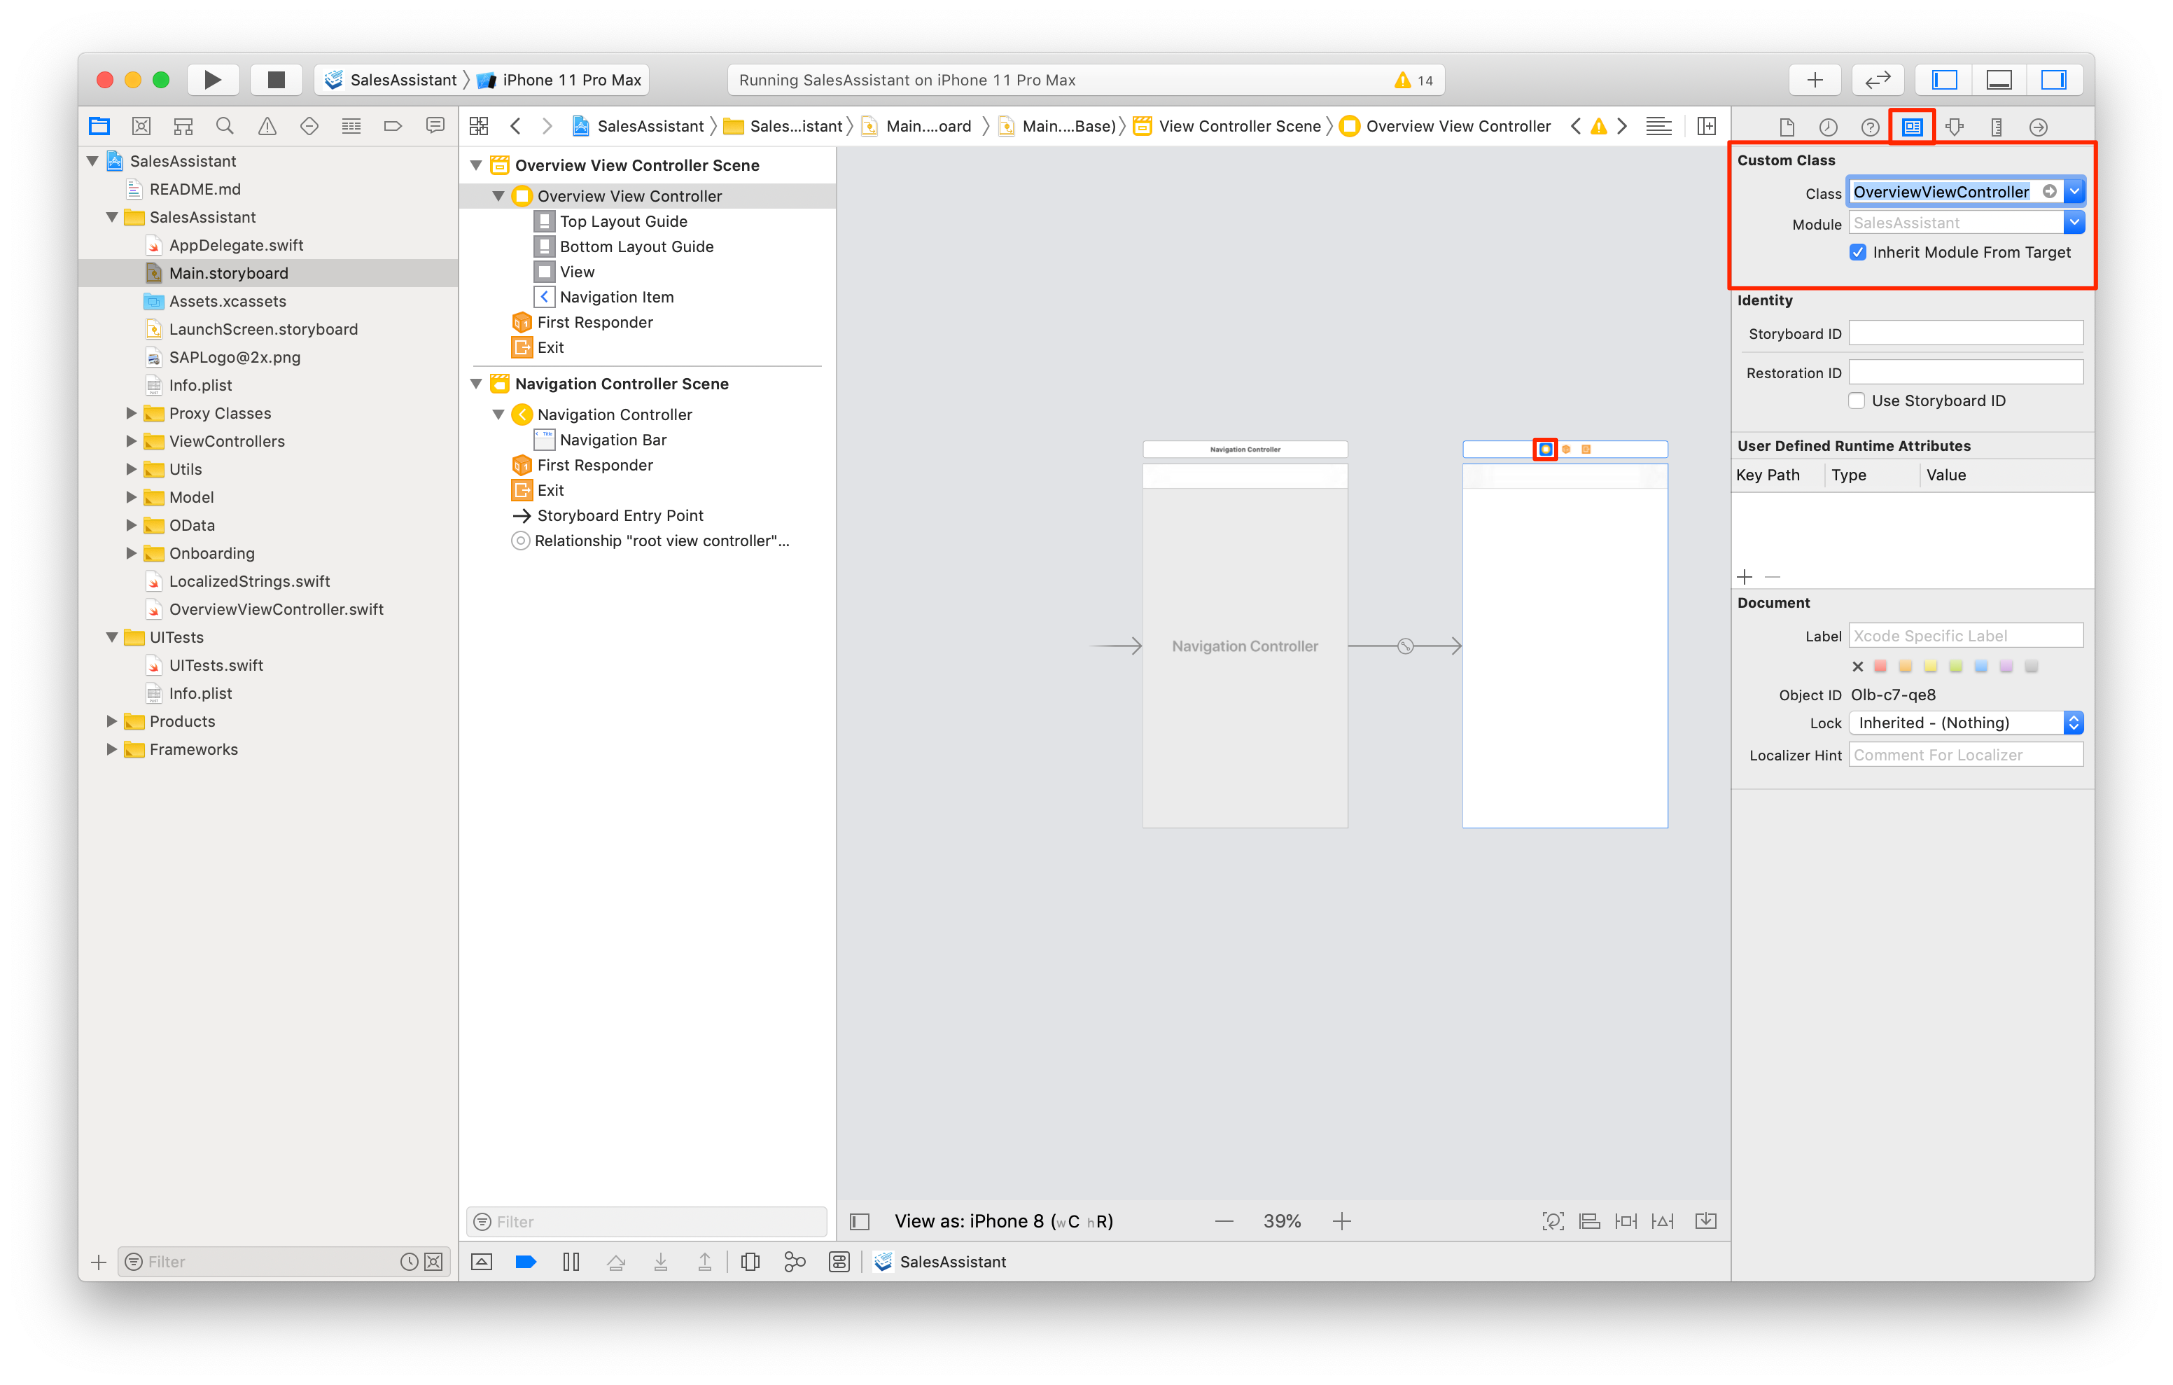 SalesAssistant 〉 iPhone 11 Pro Max
Running SalesAssistant on iPhone 11 Pro Max
14
SalesAssistant 〉 Sales...istant 〉 Main....oard 〉 Main....Base) 〉 View Controller Scene 〉 Overview View Controller
SalesAssistant
README.md
SalesAssistant
AppDelegate.swift
Main.storyboard
Assets.xcassets
LaunchScreen.storyboard
SAPLogo@2x.png
Info.plist
Proxy Classes
ViewControllers
Utils
Model
OData
Onboarding
LocalizedStrings.swift
OverviewViewController.swift
UITests
UITests.swift
Info.plist
Products
Frameworks
Filter
Overview View Controller Scene
Overview View Controller
Top Layout Guide
Bottom Layout Guide
View
Navigation Item
First Responder
Exit
Navigation Controller Scene
Navigation Controller
Navigation Bar
First Responder
Exit
Storyboard Entry Point
Relationship "root view controller"...
Filter
Navigation Controller
Navigation Controller
View as: iPhone 8 (wC hR)
39%
SalesAssistant
Custom Class
Class OverviewViewController
Module SalesAssistant
Inherit Module From Target
Identity
Storyboard ID
Restoration ID
Use Storyboard ID
User Defined Runtime Attributes
Key Path Type Value
Document
Label Xcode Specific Label
Object ID Olb-c7-qe8
Lock Inherited - (Nothing)
Localizer Hint Comment For Localizer